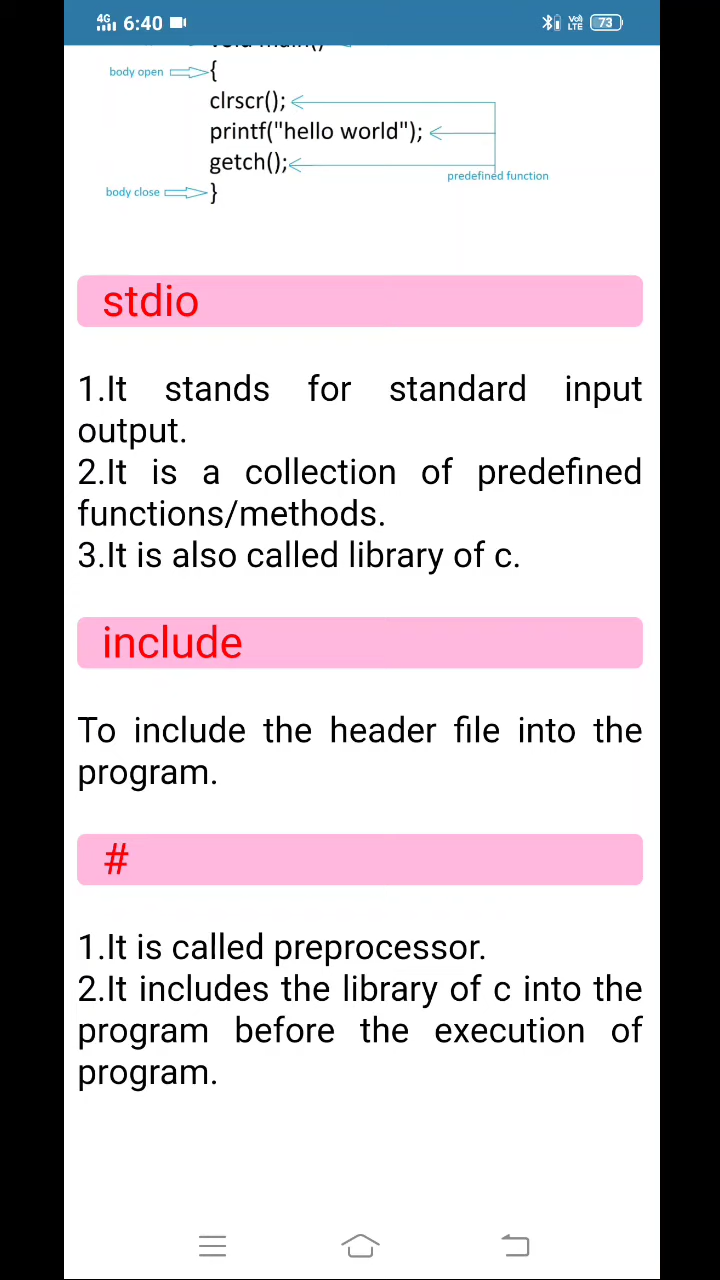 4G 6:40 VoI) LTE 73
body open {
clrscr();
printf("hello world");
getch();
predefined function
body close }
stdio
1.It stands for standard input
output.
2.It is a collection of predefined
functions/methods.
3.It is also called library of c.
include
To include the header file into the
program.
#
1.It is called preprocessor.
2.It includes the library of c into the
program before the execution of
program.